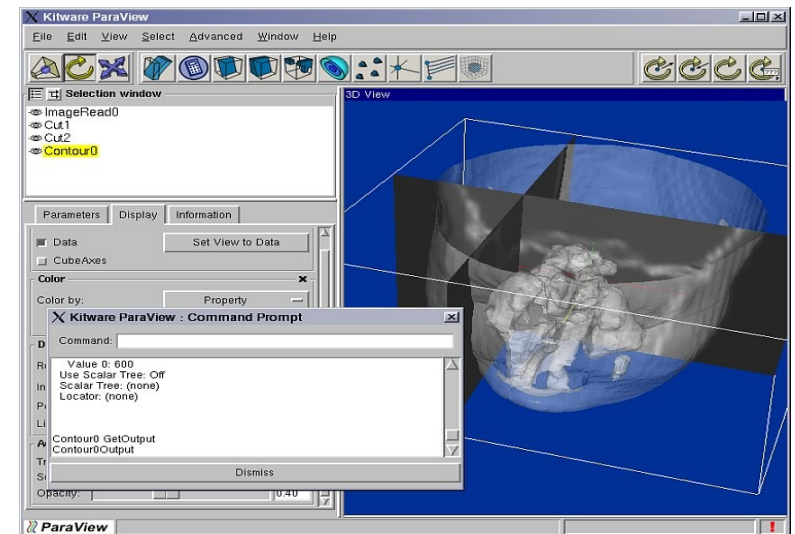 Kitware ParaView
File Edit View Select Advanced Window Help
Selection window
3D View
ImageRead0
Cut1
Cut2
Contour0
Parameters Display Information
Data Set View to Data
CubeAxes
Color
Color by: Property
Kitware ParaView : Command Prompt
Command:
Value 0: 600
Use Scalar Tree: Off
Scalar Tree: (none)
Locator: (none)
Contour0 GetOutput
Contour0Output
Dismiss
Opacity: 0.40
ParaView